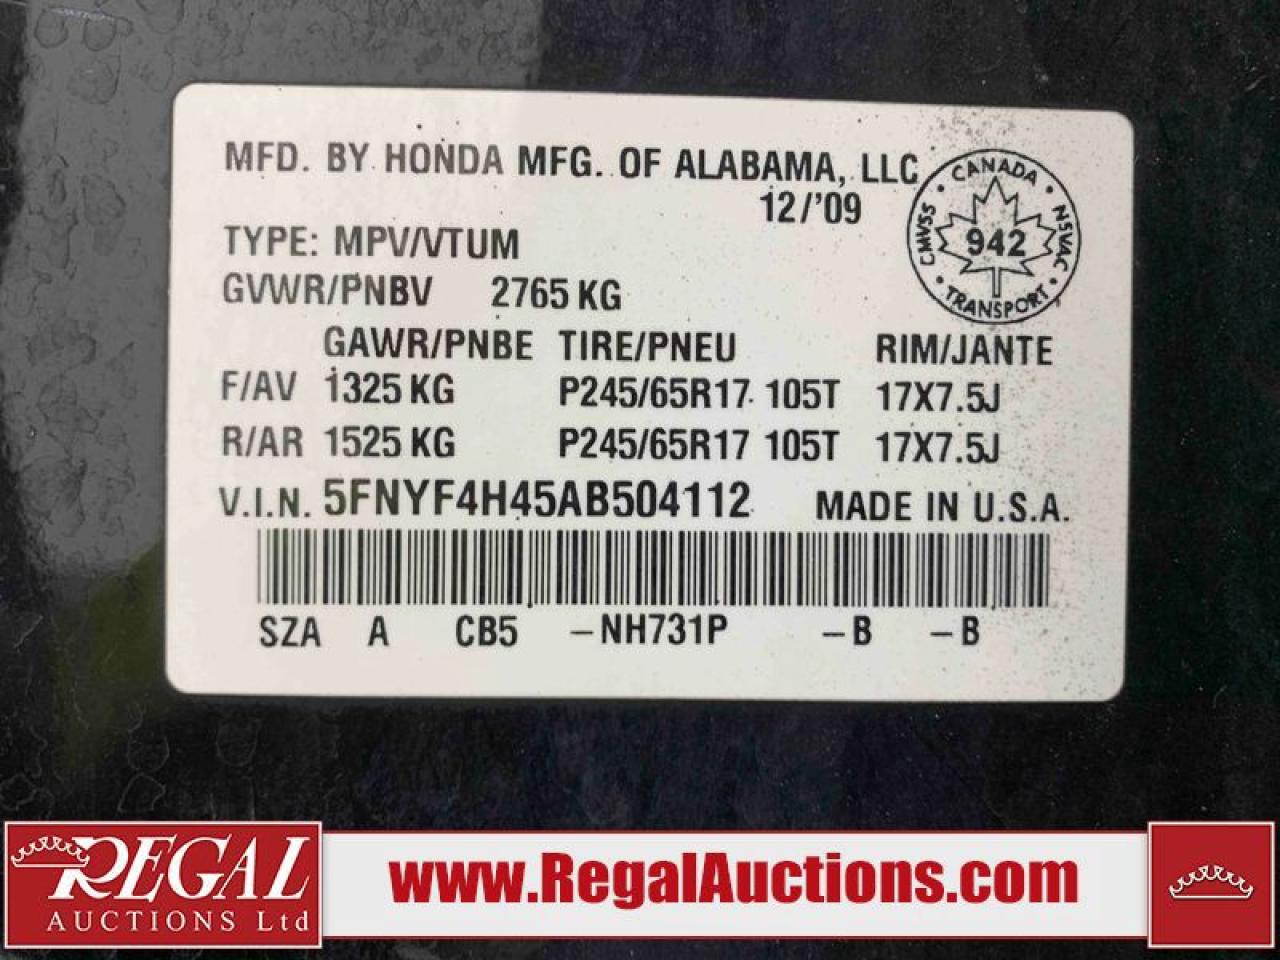 MFD. BY HONDA MFG. OF ALABAMA, LLC
12/'09
CANADA
CMVSS 942 NSVAC
TRANSPORT
TYPE: MPV/VTUM
GVWR/PNBV 2765 KG
GAWR/PNBE TIRE/PNEU RIM/JANTE
F/AV 1325 KG P245/65R17 105T 17X7.5J
R/AR 1525 KG P245/65R17 105T 17X7.5J
V.I.N. 5FNYF4H45AB504112 MADE IN U.S.A.
SZA A CB5 -NH731P -B -B
REGAL
AUCTIONS Ltd
www.RegalAuctions.com